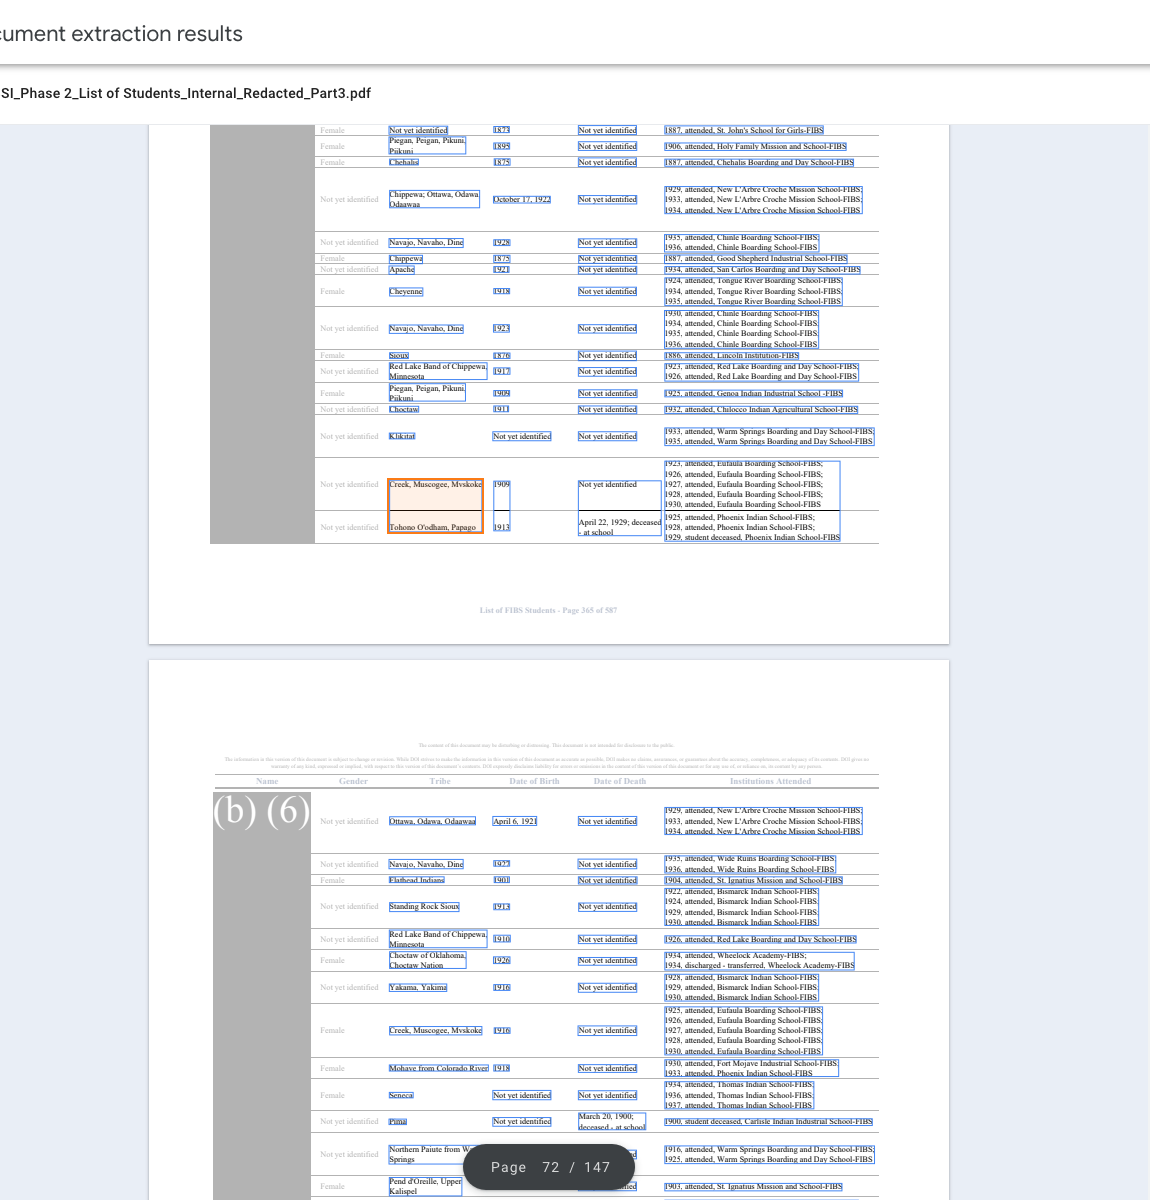 cument extraction results
SI_Phase 2_List of Students_Internal_Redacted_Part3.pdf
Female Not yet identified 1873 Not yet identified 1887, attended, St. John's School for Girls-FIBS
Female Piegan, Peigan, Pikuni, 1895 Not yet identified 1906, attended, Holy Family Mission and School-FIBS
Piikuni
Female Chehalis 1875 Not yet identified 1887, attended, Chehalis Boarding and Day School-FIBS
1929, attended, New L'Arbre Croche Mission School-FIBS;
Not yet identified Chippewa; Ottawa, Odawa, October 17, 1922 Not yet identified 1933, attended, New L'Arbre Croche Mission School-FIBS;
Odaawaa 1934, attended, New L'Arbre Croche Mission School-FIBS
1935, attended, Chinle Boarding School-FIBS;
Not yet identified Navajo, Navaho, Dine 1928 Not yet identified 1936, attended, Chinle Boarding School-FIBS
Female Chippewa 1875 Not yet identified 1887, attended, Good Shepherd Industrial School-FIBS
Not yet identified Apache 1921 Not yet identified 1934, attended, San Carlos Boarding and Day School-FIBS
1924, attended, Tongue River Boarding School-FIBS;
Female Cheyenne 1918 Not yet identified 1934, attended, Tongue River Boarding School-FIBS;
1935, attended, Tongue River Boarding School-FIBS
1930, attended, Chinle Boarding School-FIBS;
Not yet identified Navajo, Navaho, Dine 1923 Not yet identified 1934, attended, Chinle Boarding School-FIBS;
1935, attended, Chinle Boarding School-FIBS;
1936, attended, Chinle Boarding School-FIBS
Female Sioux 1876 Not yet identified 1886, attended, Lincoln Institution-FIBS
Not yet identified Red Lake Band of Chippewa, 1917 Not yet identified 1923, attended, Red Lake Boarding and Day School-FIBS;
Minnesota 1926, attended, Red Lake Boarding and Day School-FIBS
Female Piegan, Peigan, Pikuni, 1909 Not yet identified 1925, attended, Genoa Indian Industrial School -FIBS
Piikuni
Not yet identified Choctaw 1911 Not yet identified 1932, attended, Chilocco Indian Agricultural School-FIBS
Not yet identified Klikitat Not yet identified Not yet identified 1933, attended, Warm Springs Boarding and Day School-FIBS;
1935, attended, Warm Springs Boarding and Day School-FIBS
1923, attended, Eufaula Boarding School-FIBS;
1926, attended, Eufaula Boarding School-FIBS;
Not yet identified Creek, Muscogee, Mvskoke 1909 Not yet identified 1927, attended, Eufaula Boarding School-FIBS;
1928, attended, Eufaula Boarding School-FIBS;
1930, attended, Eufaula Boarding School-FIBS
1925, attended, Phoenix Indian School-FIBS;
Not yet identified Tohono O'odham, Papago 1913 April 22, 1929; deceased 1928, attended, Phoenix Indian School-FIBS;
- at school 1929, student deceased, Phoenix Indian School-FIBS
List of FIBS Students - Page 365 of 587
The content of this document may be disturbing or distressing. This document is not intended for disclosure to the public.
Name Gender Tribe Date of Birth Date of Death Institutions Attended
(b) (6)
1929, attended, New L'Arbre Croche Mission School-FIBS;
Not yet identified Ottawa, Odawa, Odaawaa April 6, 1921 Not yet identified 1933, attended, New L'Arbre Croche Mission School-FIBS;
1934, attended, New L'Arbre Croche Mission School-FIBS
Not yet identified Navajo, Navaho, Dine 1927 Not yet identified 1935, attended, Wide Ruins Boarding School-FIBS;
1936, attended, Wide Ruins Boarding School-FIBS
Female Flathead Indians 1901 Not yet identified 1904, attended, St. Ignatius Mission and School-FIBS
1922, attended, Bismarck Indian School-FIBS;
Not yet identified Standing Rock Sioux 1913 Not yet identified 1924, attended, Bismarck Indian School-FIBS;
1929, attended, Bismarck Indian School-FIBS;
1930, attended, Bismarck Indian School-FIBS
Not yet identified Red Lake Band of Chippewa, 1910 Not yet identified 1926, attended, Red Lake Boarding and Day School-FIBS
Minnesota
Female Choctaw of Oklahoma, 1926 Not yet identified 1934, attended, Wheelock Academy-FIBS;
Choctaw Nation 1934, discharged - transferred, Wheelock Academy-FIBS
1928, attended, Bismarck Indian School-FIBS;
Not yet identified Yakama, Yakima 1916 Not yet identified 1929, attended, Bismarck Indian School-FIBS;
1930, attended, Bismarck Indian School-FIBS
1925, attended, Eufaula Boarding School-FIBS;
1926, attended, Eufaula Boarding School-FIBS;
Female Creek, Muscogee, Mvskoke 1916 Not yet identified 1927, attended, Eufaula Boarding School-FIBS;
1928, attended, Eufaula Boarding School-FIBS;
1930, attended, Eufaula Boarding School-FIBS
Female Mohave from Colorado River 1918 Not yet identified 1930, attended, Fort Mojave Industrial School-FIBS;
1933, attended, Phoenix Indian School-FIBS
1934, attended, Thomas Indian School-FIBS;
Female Seneca Not yet identified Not yet identified 1936, attended, Thomas Indian School-FIBS;
1937, attended, Thomas Indian School-FIBS
Not yet identified Pima Not yet identified March 20, 1900; 1900, student deceased, Carlisle Indian Industrial School-FIBS
deceased - at school
Not yet identified Northern Paiute from W 1916, attended, Warm Springs Boarding and Day School-FIBS;
Springs 1925, attended, Warm Springs Boarding and Day School-FIBS
Female Pend d'Oreille, Upper 1903, attended, St. Ignatius Mission and School-FIBS
Kalispel
Page 72 / 147